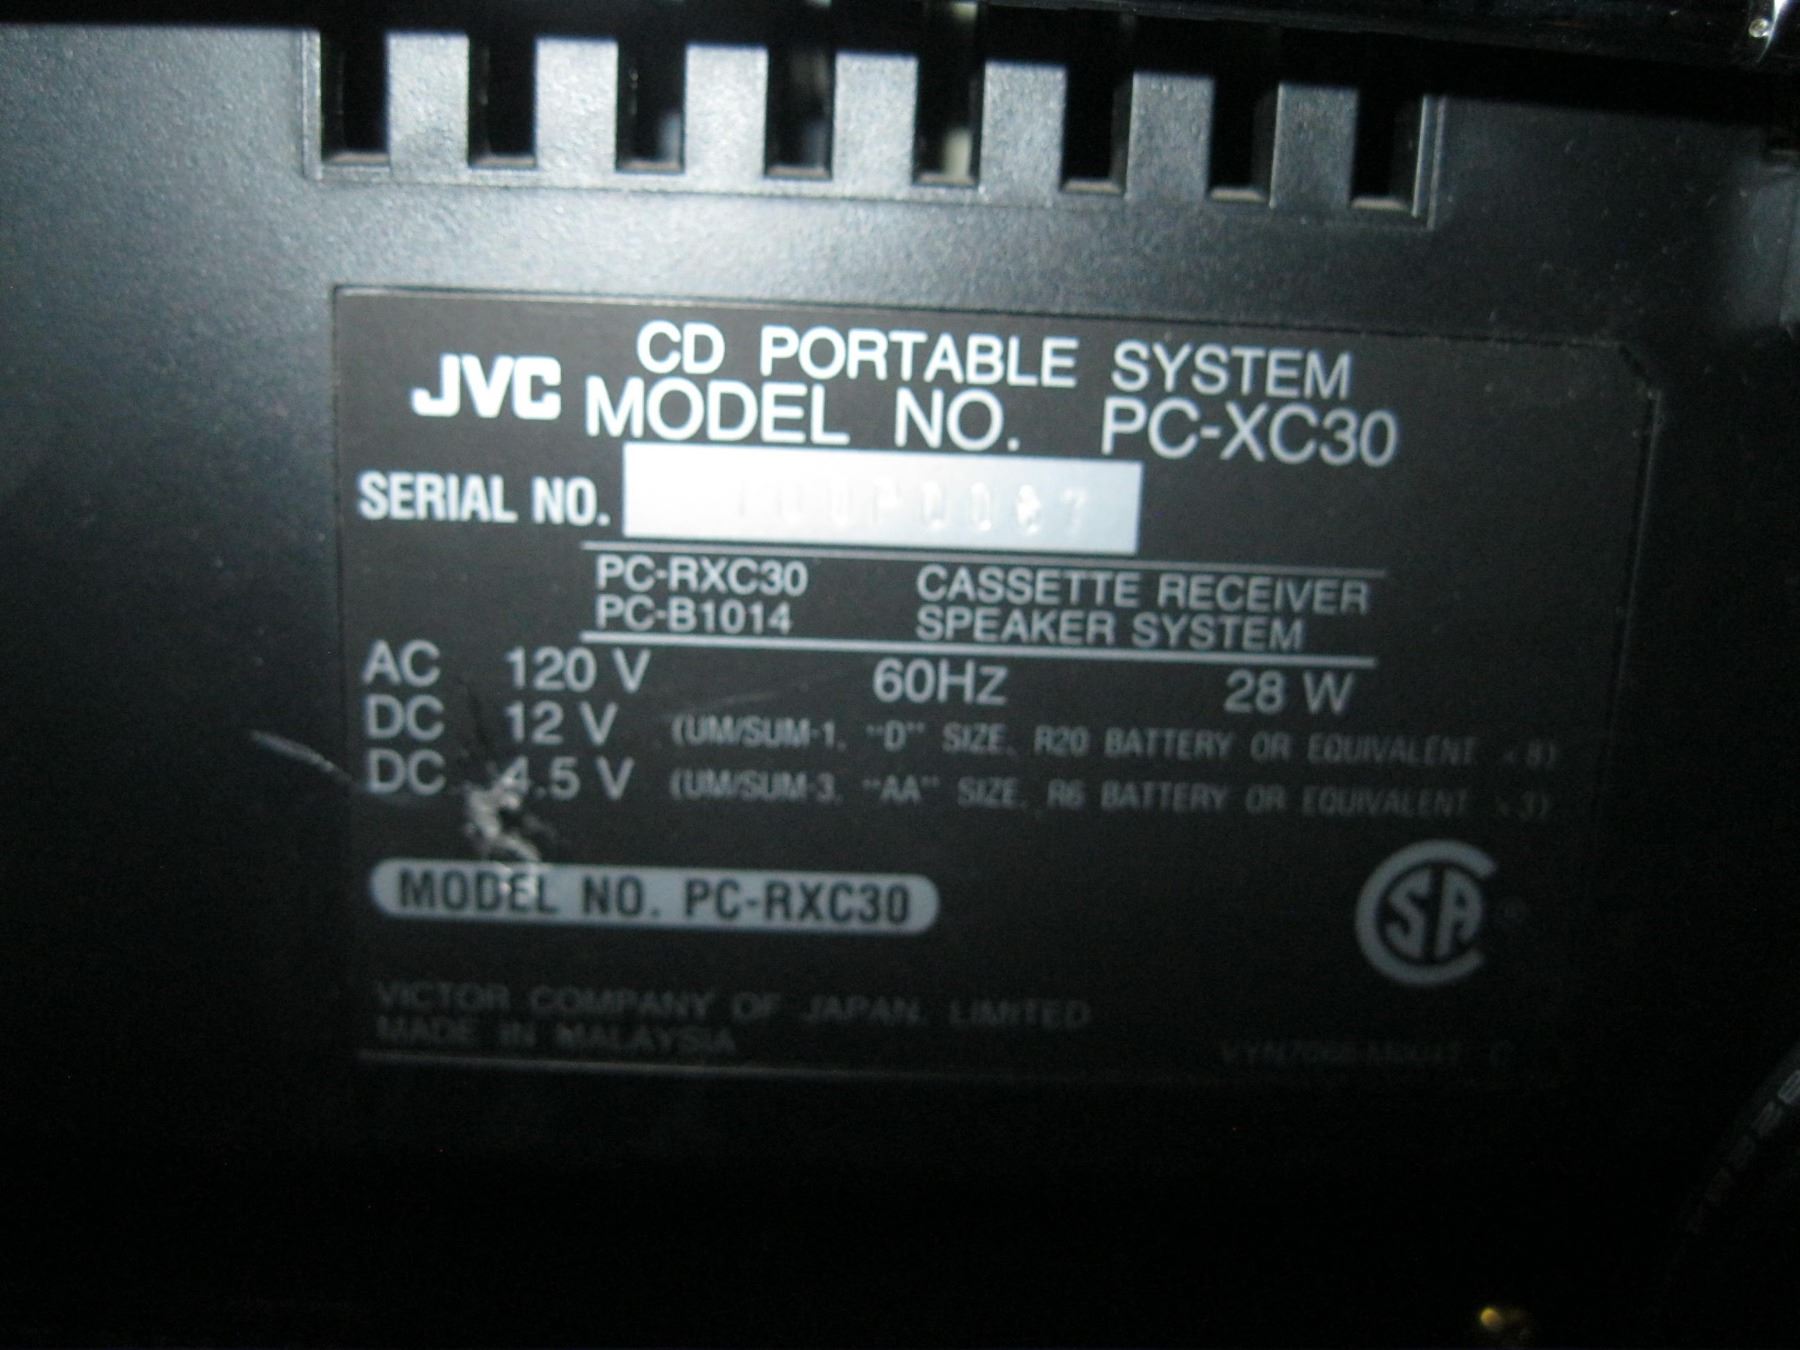 CD PORTABLE SYSTEM
JVC MODEL NO. PC-XC30
SERIAL NO.
PC-RXC30 CASSETTE RECEIVER
PC-B1014 SPEAKER SYSTEM
AC 120 V 60Hz 28 W
DC 12 V (UM/SUM-1, "D" SIZE, R20 BATTERY OR EQUIVALENT × 8)
DC 4.5 V (UM/SUM-3, "AA" SIZE, R6 BATTERY OR EQUIVALENT × 3)
MODEL NO. PC-RXC30
SA ®
VICTOR COMPANY OF JAPAN, LIMITED
MADE IN MALAYSIA